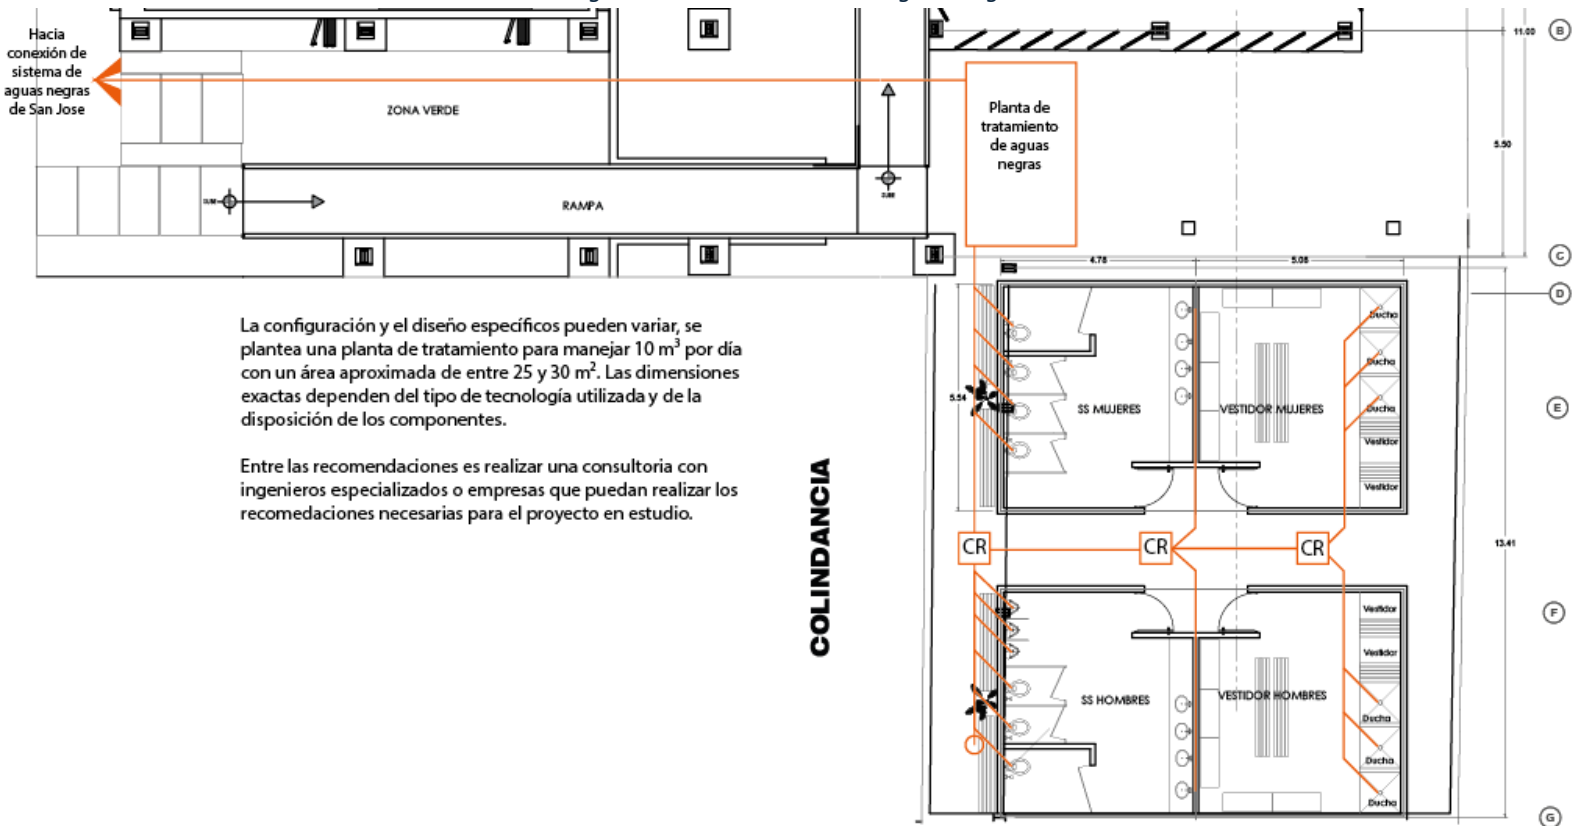 Hacia
conexión de
sistema de
aguas negras
de San Jose
ZONA VERDE
Planta de
tratamiento
de aguas
negras
B
11.00
5.50
RAMPA
C
4.78
5.08
D
La configuración y el diseño específicos pueden variar, se
plantea una planta de tratamiento para manejar 10 m³ por día
con un área aproximada de entre 25 y 30 m². Las dimensiones
exactas dependen del tipo de tecnología utilizada y de la
disposición de los componentes.
Entre las recomendaciones es realizar una consultoria con
ingenieros especializados o empresas que puedan realizar los
recomedaciones necesarias para el proyecto en estudio.
COLINDANCIA
Ducha
Ducha
Ducha
5.54
SS MUJERES
VESTIDOR MUJERES
E
Vestidor
Vestidor
CR
CR
CR
13.41
Vestidor
F
Vestidor
SS HOMBRES
VESTIDOR HOMBRES
Ducha
Ducha
Ducha
G